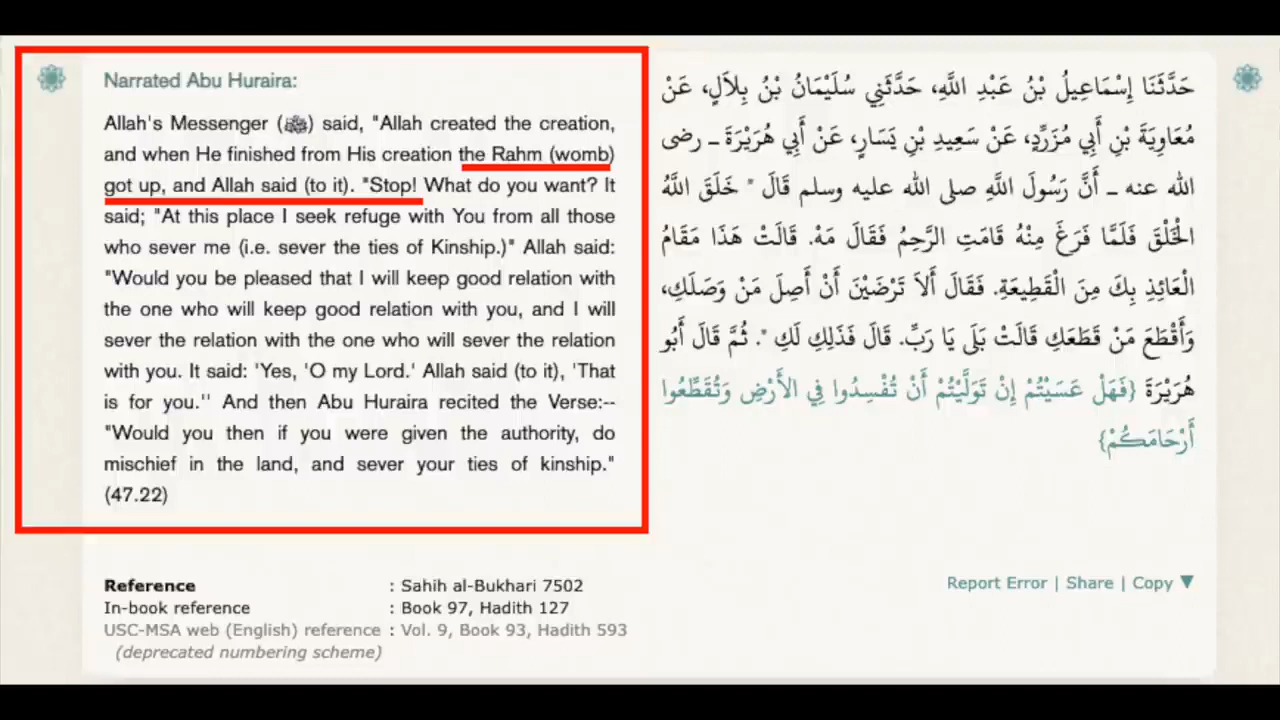 Narrated Abu Huraira:
Allah's Messenger (ﷺ) said, "Allah created the creation,
and when He finished from His creation the Rahm (womb)
got up, and Allah said (to it). "Stop! What do you want? It
said; "At this place I seek refuge with You from all those
who sever me (i.e. sever the ties of Kinship.)" Allah said:
"Would you be pleased that I will keep good relation with
the one who will keep good relation with you, and I will
sever the relation with the one who will sever the relation
with you. It said: 'Yes, 'O my Lord.' Allah said (to it), 'That
is for you.'' And then Abu Huraira recited the Verse:--
"Would you then if you were given the authority, do
mischief in the land, and sever your ties of kinship."
(47.22)
حَدَّثَنَا إِسْمَاعِيلُ بْنُ عَبْدِ اللَّهِ، حَدَّثَنِي سُلَيْمَانُ بْنُ بِلاَلٍ، عَنْ
مُعَاوِيَةَ بْنِ أَبِي مُزَرِّدٍ، عَنْ سَعِيدِ بْنِ يَسَارٍ، عَنْ أَبِي هُرَيْرَةَ ـ رضى
الله عنه ـ أَنَّ رَسُولَ اللَّهِ صلى الله عليه وسلم قَالَ ‏"‏ خَلَقَ اللَّهُ
الْخَلْقَ فَلَمَّا فَرَغَ مِنْهُ قَامَتِ الرَّحِمُ فَقَالَ مَهْ‏.‏ قَالَتْ هَذَا مَقَامُ
الْعَائِذِ بِكَ مِنَ الْقَطِيعَةِ‏.‏ فَقَالَ أَلاَ تَرْضَيْنَ أَنْ أَصِلَ مَنْ وَصَلَكِ،
وَأَقْطَعَ مَنْ قَطَعَكِ قَالَتْ بَلَى يَا رَبِّ‏.‏ قَالَ فَذَلِكِ لَكِ ‏"‏‏.‏ ثُمَّ قَالَ أَبُو
هُرَيْرَةَ ‏{‏فَهَلْ عَسَيْتُمْ إِنْ تَوَلَّيْتُمْ أَنْ تُفْسِدُوا فِي الأَرْضِ وَتُقَطِّعُوا
أَرْحَامَكُمْ‏}‏
Reference : Sahih al-Bukhari 7502
In-book reference : Book 97, Hadith 127
USC-MSA web (English) reference : Vol. 9, Book 93, Hadith 593
(deprecated numbering scheme)
Report Error | Share | Copy ▼